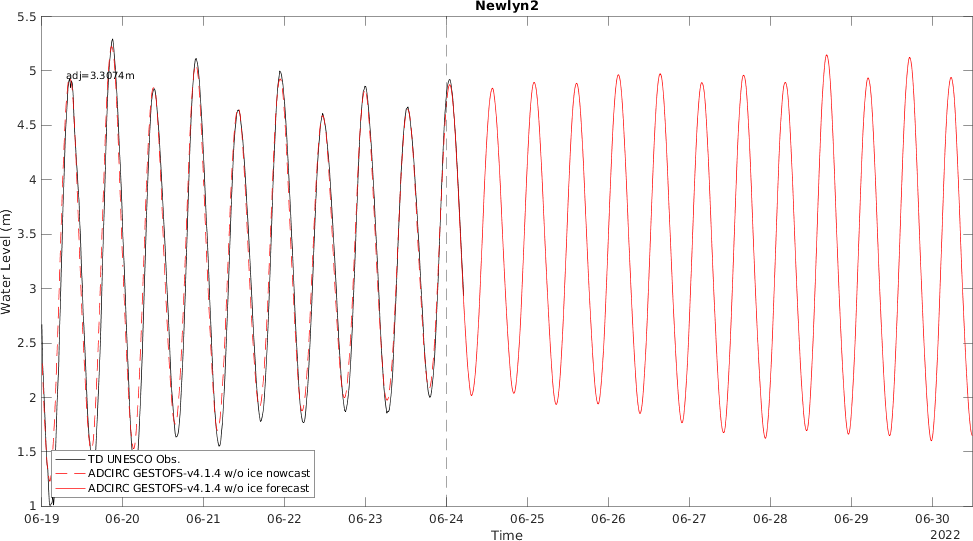 Newlyn2
5.5
5
4.5
4
3.5
3
2.5
2
1.5
1
Water Level (m)
adj=3.3074m
TD UNESCO Obs.
ADCIRC GESTOFS-v4.1.4 w/o ice nowcast
ADCIRC GESTOFS-v4.1.4 w/o ice forecast
06-19 06-20 06-21 06-22 06-23 06-24 06-25 06-26 06-27 06-28 06-29 06-30
2022
Time